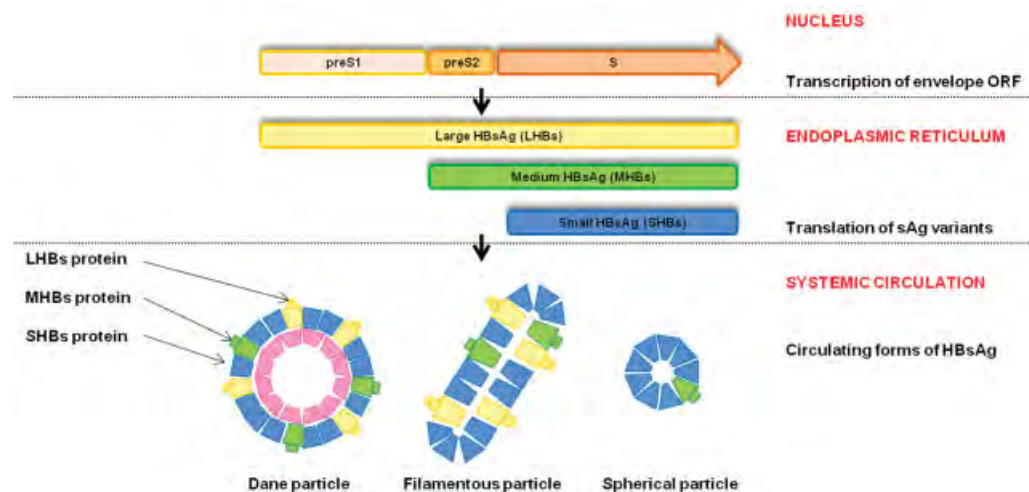 NUCLEUS
preS1 preS2 S
Transcription of envelope ORF
Large HBsAg (LHBs)
ENDOPLASMIC RETICULUM
Medium HBsAg (MHBs)
Small HBsAg (SHBs)
Translation of sAg variants
LHBs protein
MHBs protein
SHBs protein
SYSTEMIC CIRCULATION
Circulating forms of HBsAg
Dane particle Filamentous particle Spherical particle